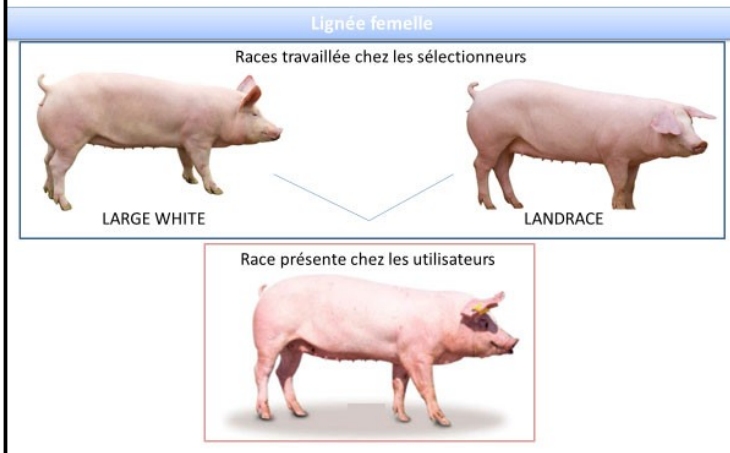 Lignée femelle
Races travaillée chez les sélectionneurs
LARGE WHITE
LANDRACE
Race présente chez les utilisateurs